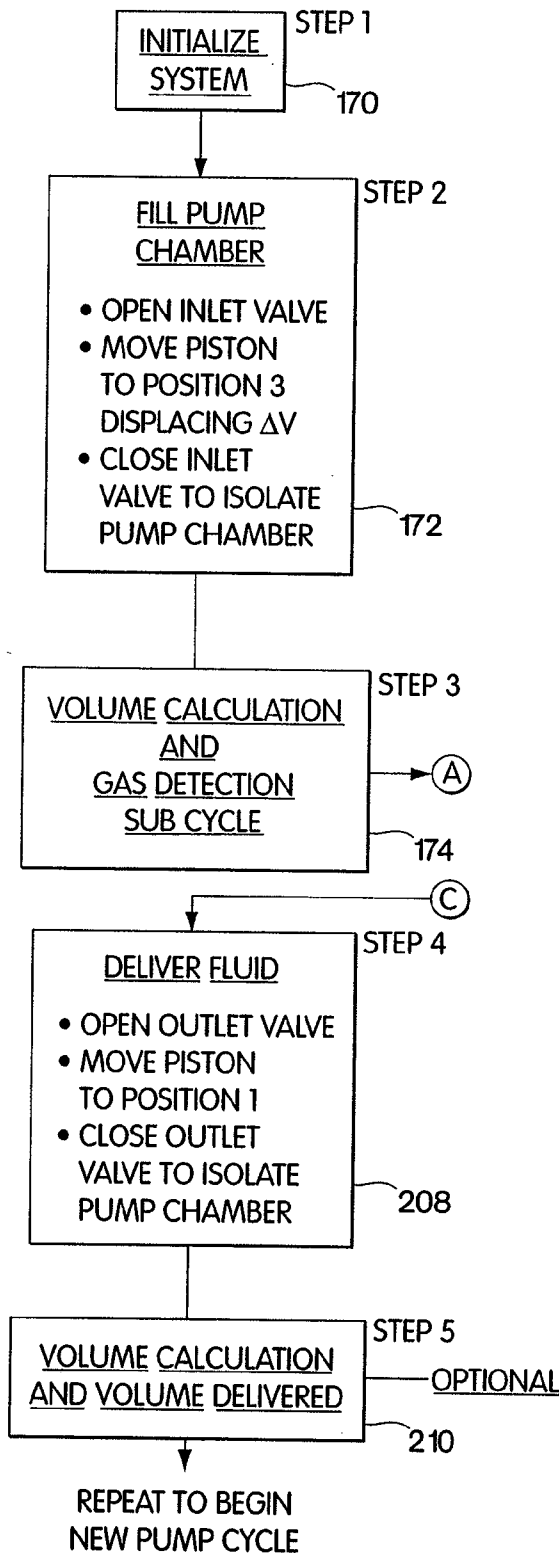 STEP 1
INITIALIZE
SYSTEM
170
STEP 2
FILL PUMP
CHAMBER
• OPEN INLET VALVE
• MOVE PISTON
TO POSITION 3
DISPLACING ΔV
• CLOSE INLET
VALVE TO ISOLATE
PUMP CHAMBER
172
STEP 3
VOLUME CALCULATION
AND
GAS DETECTION
SUB CYCLE
A
174
C
STEP 4
DELIVER FLUID
• OPEN OUTLET VALVE
• MOVE PISTON
TO POSITION 1
• CLOSE OUTLET
VALVE TO ISOLATE
PUMP CHAMBER
208
STEP 5
VOLUME CALCULATION
AND VOLUME DELIVERED
OPTIONAL
210
REPEAT TO BEGIN
NEW PUMP CYCLE